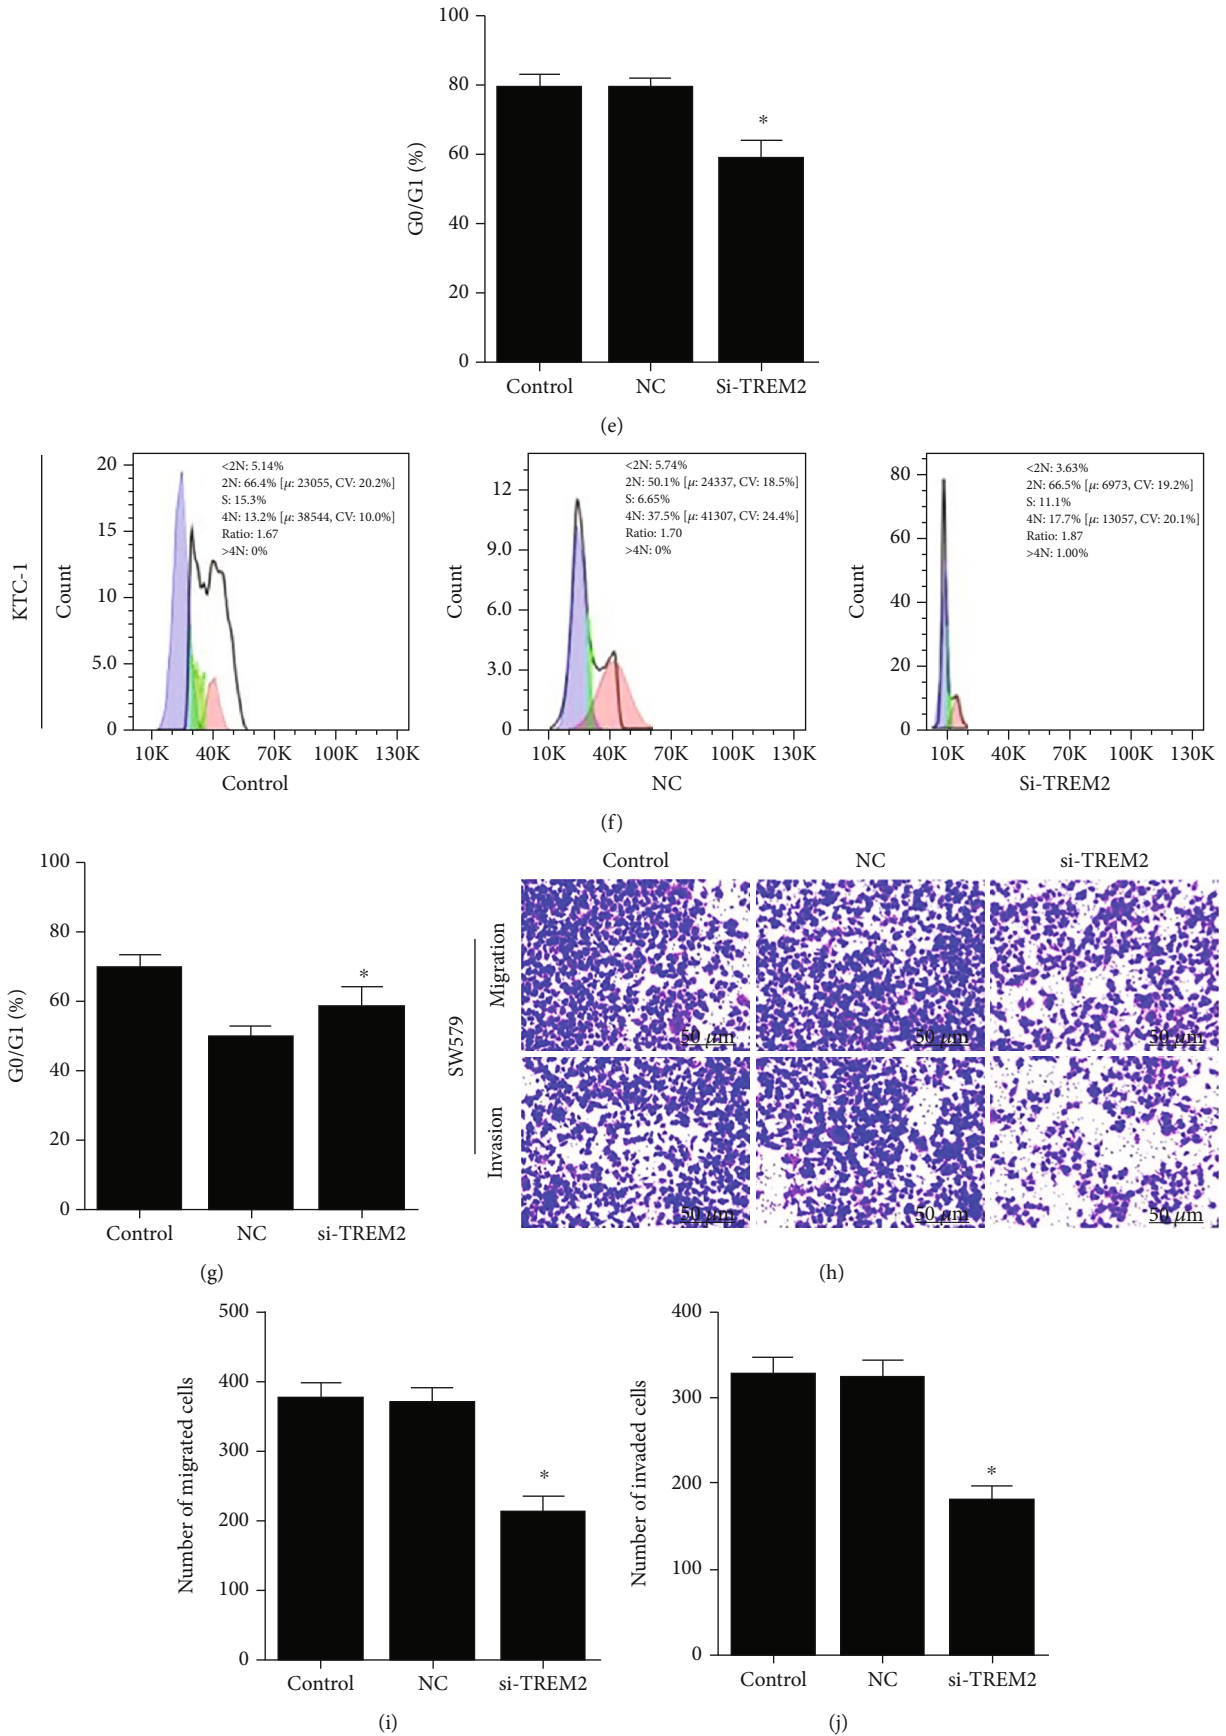 100
80
60
40
20
0
G0/G1 (%)
*
Control
NC
Si-TREM2
(e)
KTC-1
Count
20
15
10
5.0
0
<2N: 5.14%
2N: 66.4% [μ: 23055, CV: 20.2%]
S: 15.3%
4N: 13.2% [μ: 38544, CV: 10.0%]
Ratio: 1.67
>4N: 0%
10K 40K 70K 100K 130K
Control
Count
12
9.0
6.0
3.0
0
<2N: 5.74%
2N: 50.1% [μ: 24337, CV: 18.5%]
S: 6.65%
4N: 37.5% [μ: 41307, CV: 24.4%]
Ratio: 1.70
>4N: 0%
10K 40K 70K 100K 130K
NC
Count
80
60
40
20
0
<2N: 3.63%
2N: 66.5% [μ: 6973, CV: 19.2%]
S: 11.1%
4N: 17.7% [μ: 13057, CV: 20.1%]
Ratio: 1.87
>4N: 1.00%
10K 40K 70K 100K 130K
Si-TREM2
(f)
100
80
60
40
20
0
G0/G1 (%)
*
Control
NC
si-TREM2
(g)
Control
NC
si-TREM2
SW579
Migration
50 μm
50 μm
50 μm
Invasion
50 μm
50 μm
50 μm
(h)
500
400
300
200
100
0
Number of migrated cells
*
Control
NC
si-TREM2
(i)
400
300
200
100
0
Number of invaded cells
*
Control
NC
si-TREM2
(j)